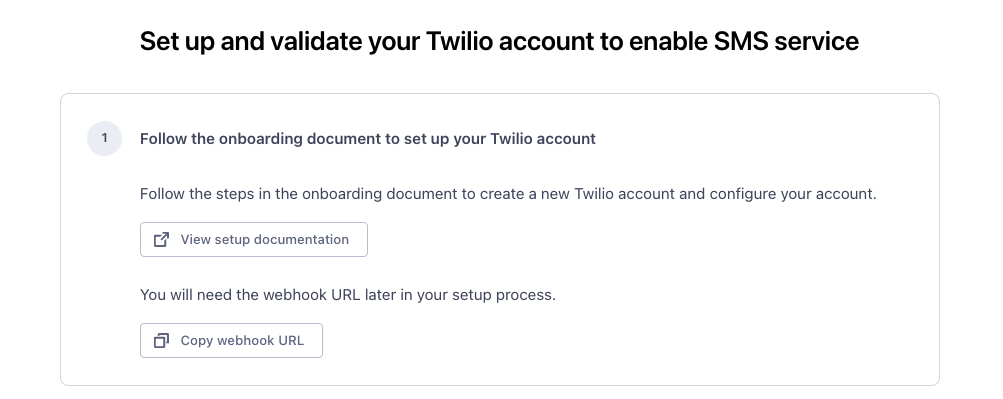 Set up and validate your Twilio account to enable SMS service
1
Follow the onboarding document to set up your Twilio account
Follow the steps in the onboarding document to create a new Twilio account and configure your account.
View setup documentation
You will need the webhook URL later in your setup process.
Copy webhook URL